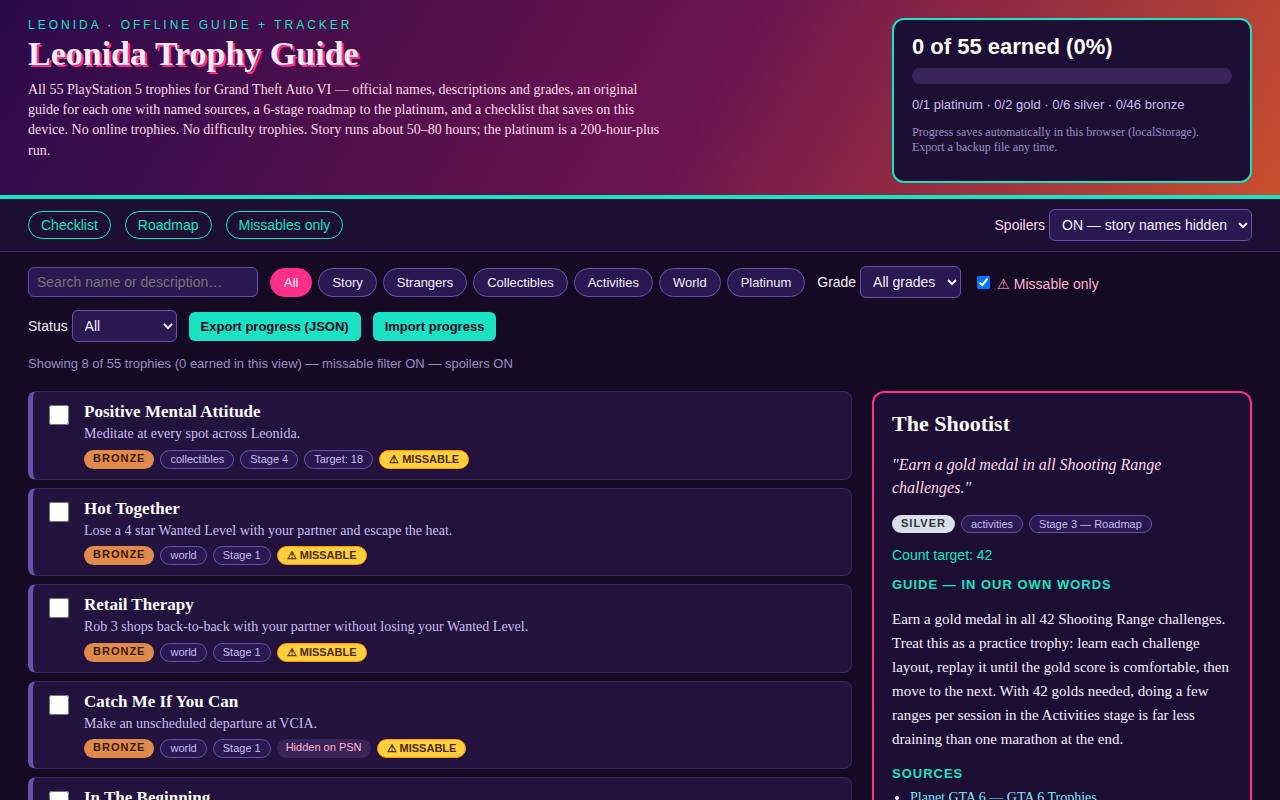 LEONIDA · OFFLINE GUIDE + TRACKER
Leonida Trophy Guide
All 55 PlayStation 5 trophies for Grand Theft Auto VI — official names, descriptions and grades, an original
guide for each one with named sources, a 6-stage roadmap to the platinum, and a checklist that saves on this
device. No online trophies. No difficulty trophies. Story runs about 50–80 hours; the platinum is a 200-hour-plus
run.
0 of 55 earned (0%)
0/1 platinum · 0/2 gold · 0/6 silver · 0/46 bronze
Progress saves automatically in this browser (localStorage).
Export a backup file any time.
Checklist Roadmap Missables only
Spoilers ON — story names hidden
Search name or description…
All Story Strangers Collectibles Activities World Platinum Grade All grades ⚠ Missable only
Status All Export progress (JSON) Import progress
Showing 8 of 55 trophies (0 earned in this view) — missable filter ON — spoilers ON
Positive Mental Attitude
Meditate at every spot across Leonida.
BRONZE collectibles Stage 4 Target: 18 ⚠ MISSABLE
Hot Together
Lose a 4 star Wanted Level with your partner and escape the heat.
BRONZE world Stage 1 ⚠ MISSABLE
Retail Therapy
Rob 3 shops back-to-back with your partner without losing your Wanted Level.
BRONZE world Stage 1 ⚠ MISSABLE
Catch Me If You Can
Make an unscheduled departure at VCIA.
BRONZE world Stage 1 Hidden on PSN ⚠ MISSABLE
In The Beginning
The Shootist
"Earn a gold medal in all Shooting Range
challenges."
SILVER activities Stage 3 — Roadmap
Count target: 42
GUIDE — IN OUR OWN WORDS
Earn a gold medal in all 42 Shooting Range challenges.
Treat this as a practice trophy: learn each challenge
layout, replay it until the gold score is comfortable, then
move to the next. With 42 golds needed, doing a few
ranges per session in the Activities stage is far less
draining than one marathon at the end.
SOURCES
• Planet GTA 6 — GTA 6 Trophies